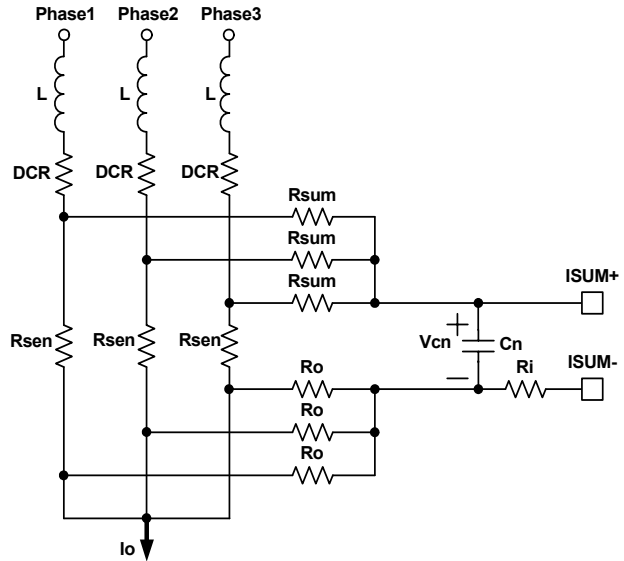 Phase1 Phase2 Phase3
L L L
DCR DCR DCR
Rsum
Rsum
Rsum
ISUM+
Rsen Rsen Rsen
Vcn Cn
ISUM-
Ro
Ri
Ro
Ro
Io